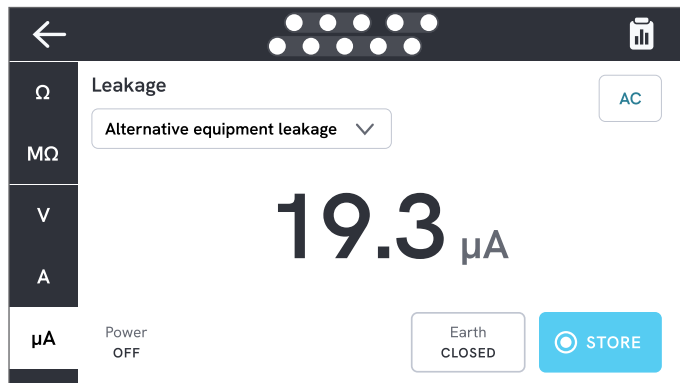 Ω
Leakage
AC
Alternative equipment leakage
MΩ
V
19.3 µA
A
µA
Power
OFF
Earth
CLOSED
STORE